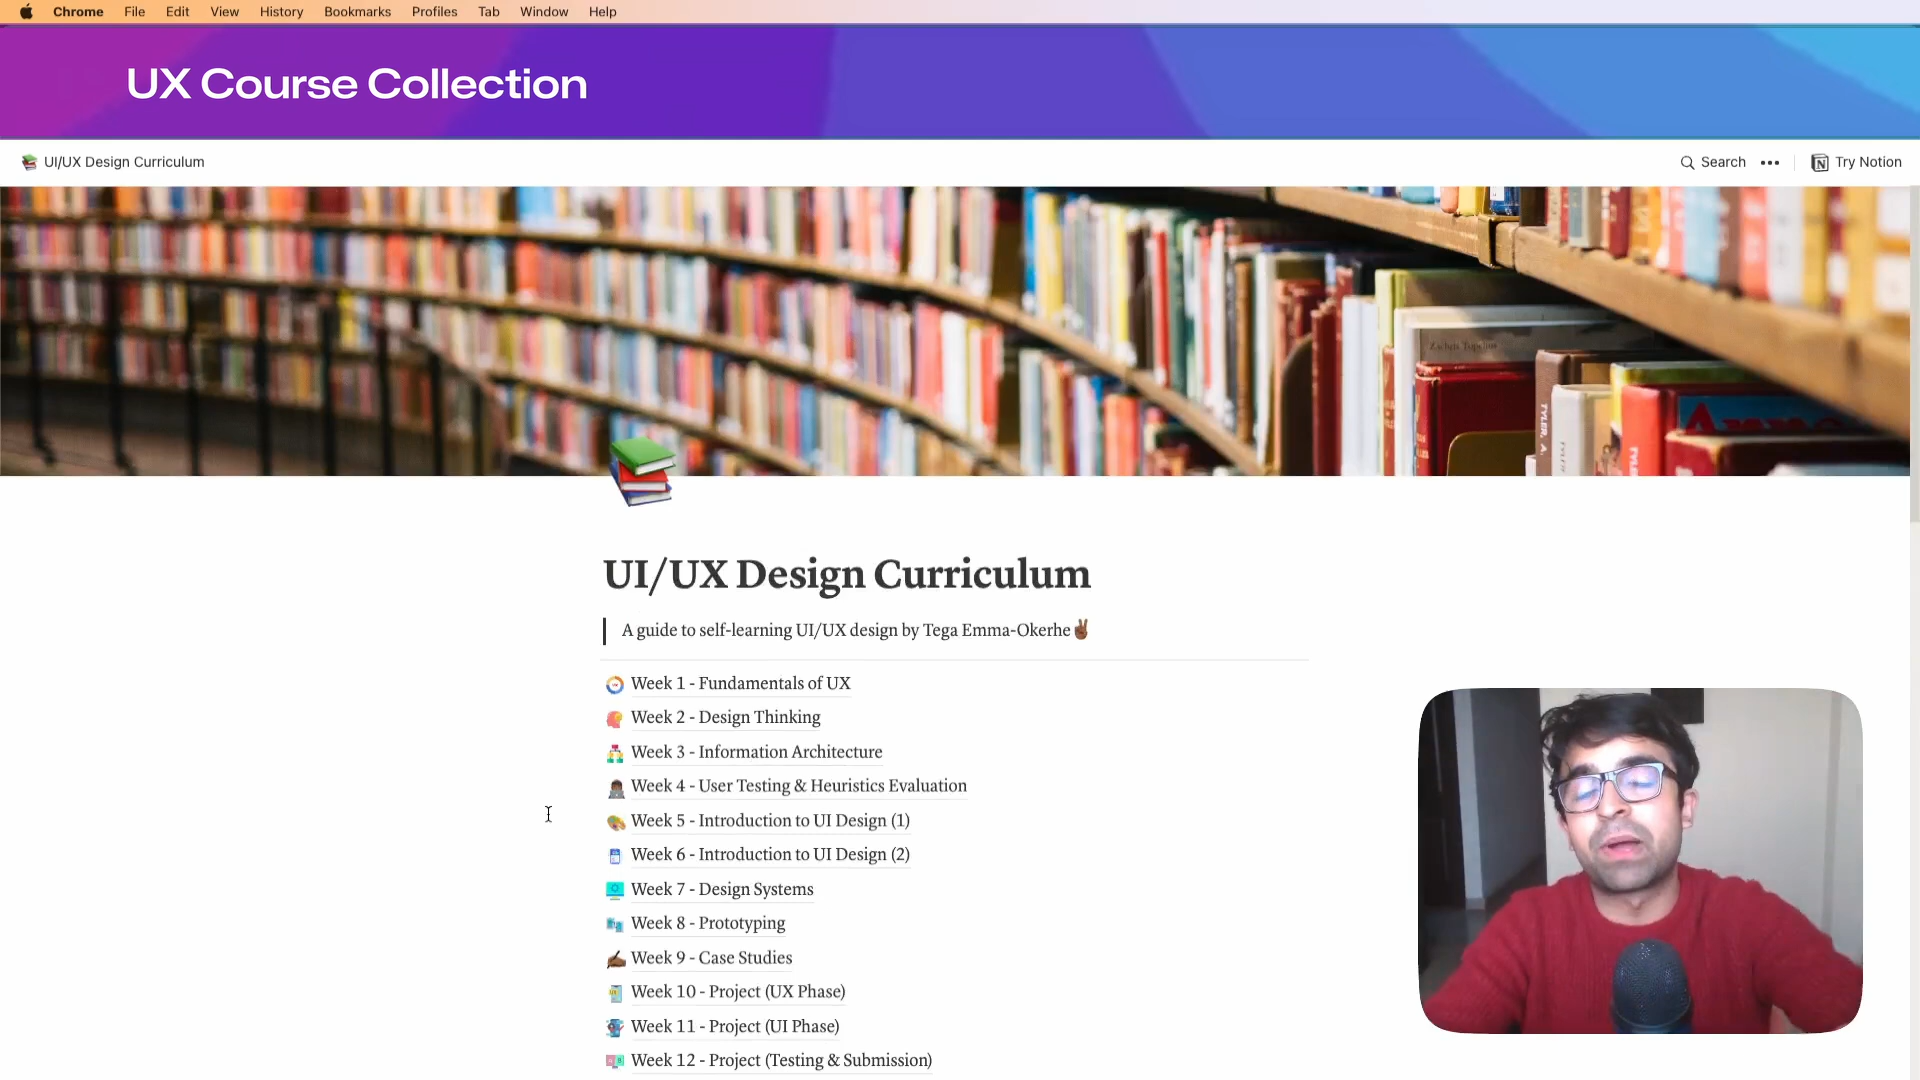 Chrome File Edit View History Bookmarks Profiles Tab Window Help
UX Course Collection
UI/UX Design Curriculum
Search ••• Try Notion
Zachris Topelius
TYLER, A.
TYLER
UI/UX Design Curriculum
A guide to self-learning UI/UX design by Tega Emma-Okerhe✌🏾
Week 1 - Fundamentals of UX
Week 2 - Design Thinking
Week 3 - Information Architecture
Week 4 - User Testing & Heuristics Evaluation
Week 5 - Introduction to UI Design (1)
Week 6 - Introduction to UI Design (2)
Week 7 - Design Systems
Week 8 - Prototyping
Week 9 - Case Studies
Week 10 - Project (UX Phase)
Week 11 - Project (UI Phase)
Week 12 - Project (Testing & Submission)